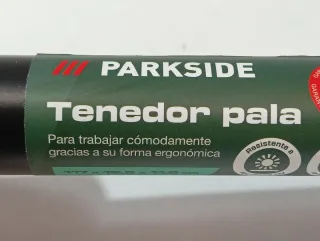 PARKSIDE
Tenedor pala
Para trabajar cómodamente
gracias a su forma ergonómica
Resistente a